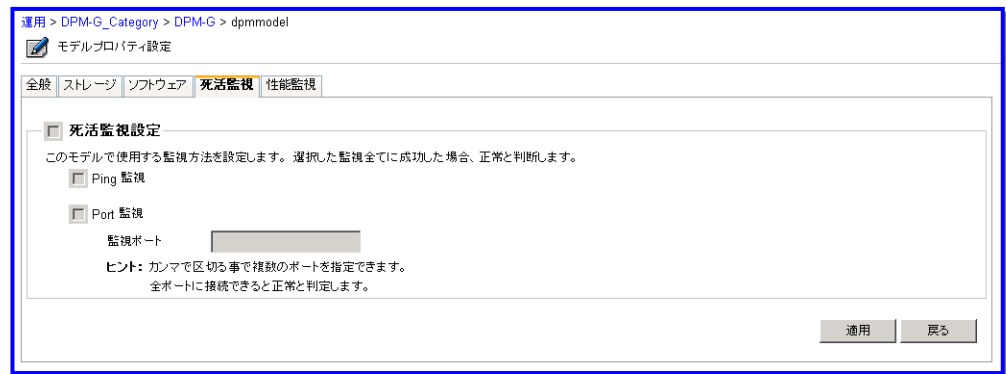 運用 > DPM-G_Category > DPM-G > dpmmodel
モデルプロパティ設定
全般 ストレージ ソフトウェア 死活監視 性能監視
死活監視設定
このモデルで使用する監視方法を設定します。選択した監視全てに成功した場合、正常と判断します。
Ping 監視
Port 監視
監視ポート
ヒント: カンマで区切る事で複数のポートを指定できます。
全ポートに接続できると正常と判定します。
適用 戻る